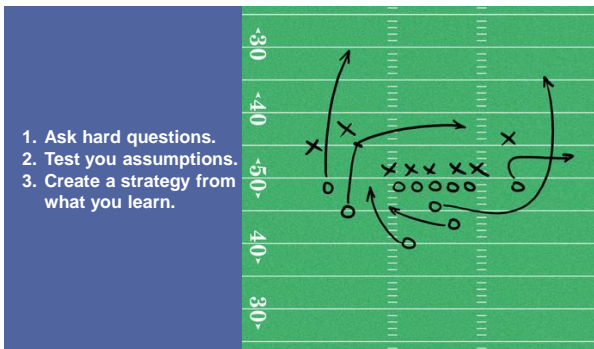 1. Ask hard questions.
2. Test you assumptions.
3. Create a strategy from
what you learn.
30
40
50
40
30